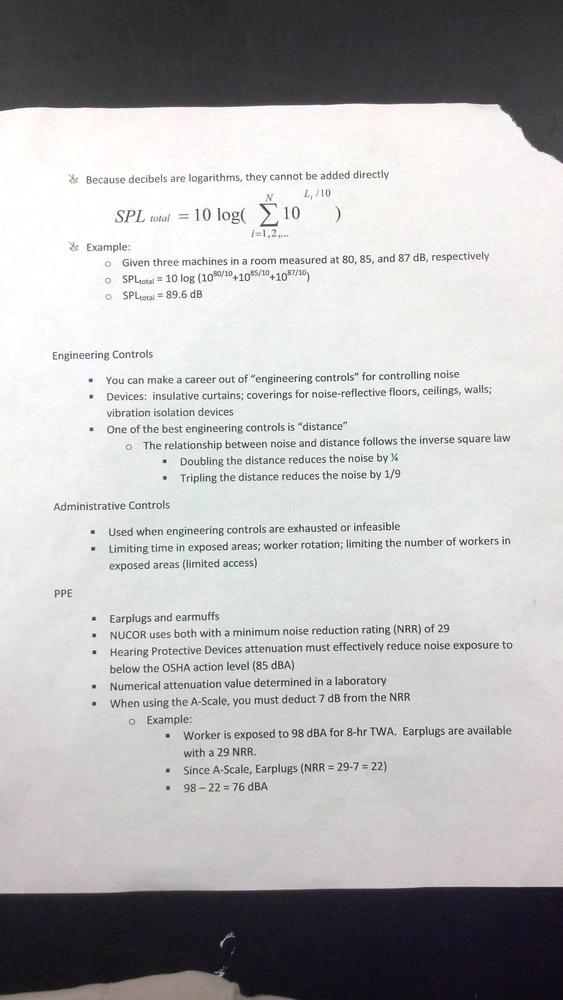 Because decibels are logarithms, they cannot be added directly
SPL total = 10 log( N ∑ i=1,2,... 10 Li /10 )
Example:
o Given three machines in a room measured at 80, 85, and 87 dB, respectively
o SPLtotal = 10 log (10^80/10+10^85/10+10^87/10)
o SPLtotal = 89.6 dB
Engineering Controls
▪ You can make a career out of “engineering controls” for controlling noise
▪ Devices: insulative curtains; coverings for noise-reflective floors, ceilings, walls;
vibration isolation devices
▪ One of the best engineering controls is “distance”
o The relationship between noise and distance follows the inverse square law
▪ Doubling the distance reduces the noise by ¼
▪ Tripling the distance reduces the noise by 1/9
Administrative Controls
▪ Used when engineering controls are exhausted or infeasible
▪ Limiting time in exposed areas; worker rotation; limiting the number of workers in
exposed areas (limited access)
PPE
▪ Earplugs and earmuffs
▪ NUCOR uses both with a minimum noise reduction rating (NRR) of 29
▪ Hearing Protective Devices attenuation must effectively reduce noise exposure to
below the OSHA action level (85 dBA)
▪ Numerical attenuation value determined in a laboratory
▪ When using the A-Scale, you must deduct 7 dB from the NRR
o Example:
▪ Worker is exposed to 98 dBA for 8-hr TWA. Earplugs are available
with a 29 NRR.
▪ Since A-Scale, Earplugs (NRR = 29-7 = 22)
▪ 98 – 22 = 76 dBA